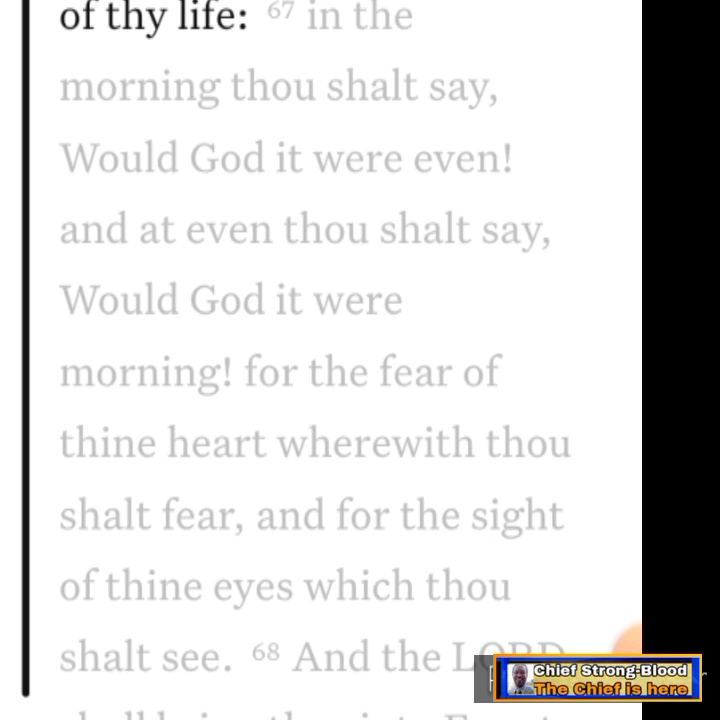 of thy life: 67 in the
morning thou shalt say,
Would God it were even!
and at even thou shalt say,
Would God it were
morning! for the fear of
thine heart wherewith thou
shalt fear, and for the sight
of thine eyes which thou
shalt see. 68 And the LORD
Chief Strong-Blood
The Chief is here